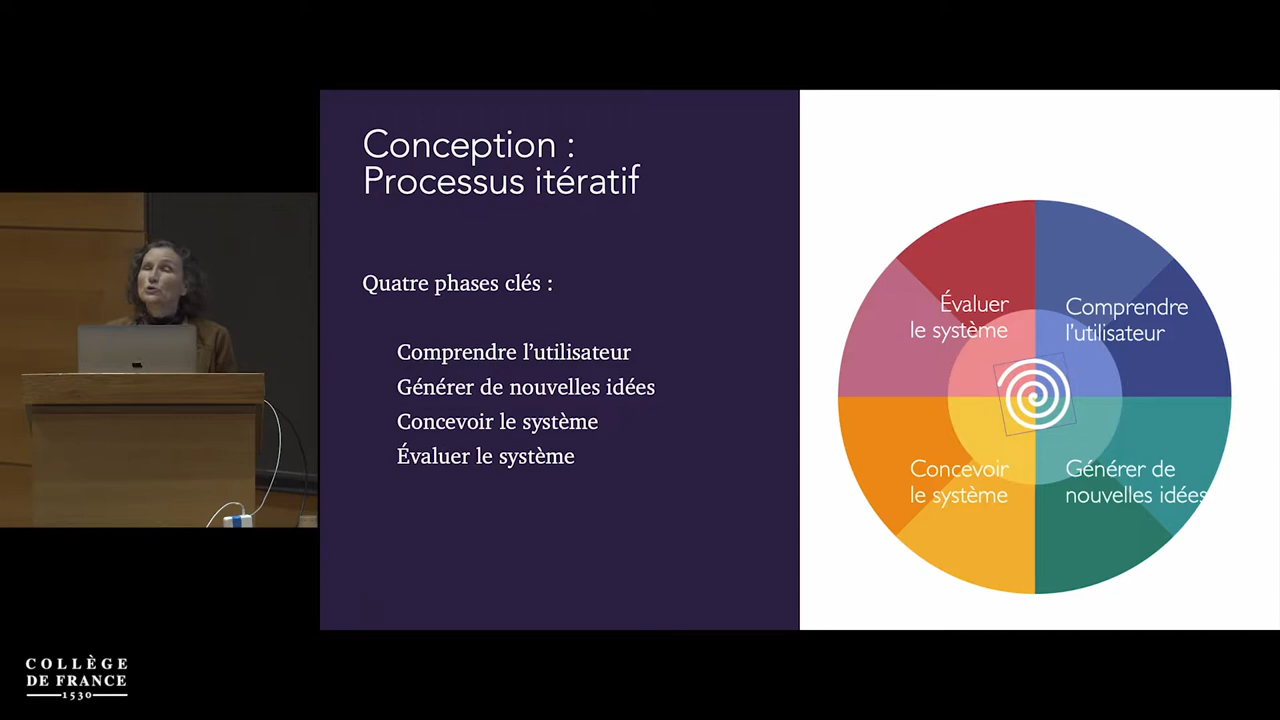 Conception :
Processus itératif
Quatre phases clés :
Comprendre l'utilisateur
Générer de nouvelles idées
Concevoir le système
Évaluer le système
Évaluer
le système
Comprendre
l'utilisateur
Concevoir
le système
Générer de
nouvelles idées
COLLÈGE
DE FRANCE
1530